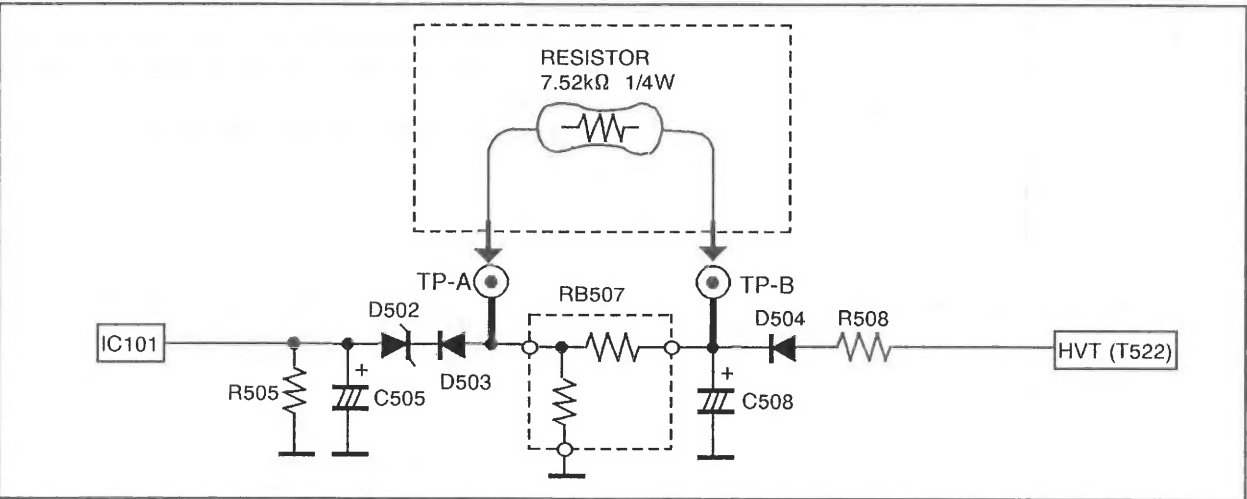 RESISTOR
7.52kΩ 1/4W
TP-A
TP-B
RB507
D502
D504
R508
IC101
HVT (T522)
+
+
D503
R505
C505
C508